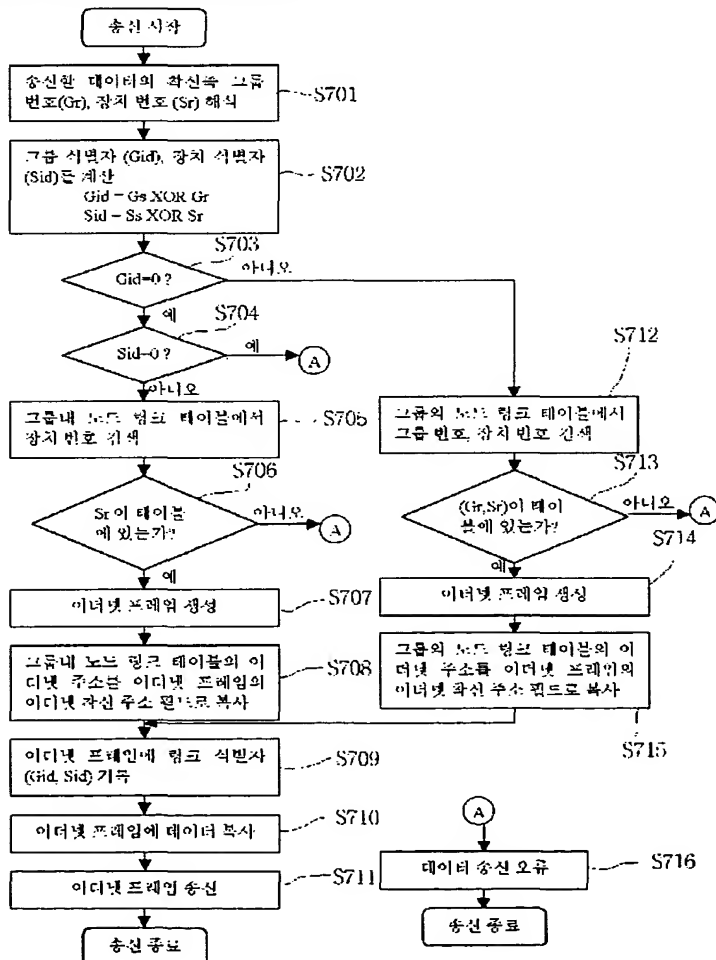 송신 시작
송신할 데이터의 착신측 그룹
번호(Gr), 장치 번호 (Sr) 해석
S701
그룹 식별자 (Gid), 장치 식별자
(Sid)를 계산
Gid = Gs XOR Gr
Sid = Ss XOR Sr
S702
S703
Gid=0 ?
아니오
예
S704
Sid=0 ?
예
A
아니오
그룹내 노드 링크 테이블에서
장치 번호 검색
S705
S706
Sr 이 테이블
에 있는가?
아니오
A
예
이더넷 프레임 생성
S707
그룹내 노드 링크 테이블의 이
더넷 주소를 이더넷 프레임의
이더넷 착신 주소 필드로 복사
S708
S712
그룹외 노드 링크 테이블에서
그룹 번호, 장치 번호 검색
S713
(Gr,Sr)이 테이
블에 있는가?
아니오
A
예
S714
이더넷 프레임 생성
그룹외 노드 링크 테이블의 이
더넷 주소를 이더넷 프레임의
이더넷 착신 주소 필드로 복사
S715
이더넷 프레임에 링크 식별자
(Gid, Sid) 기록
S709
이더넷 프레임에 데이터 복사
S710
이더넷 프레임 송신
S711
송신 종료
A
데이터 송신 오류
S716
송신 종료